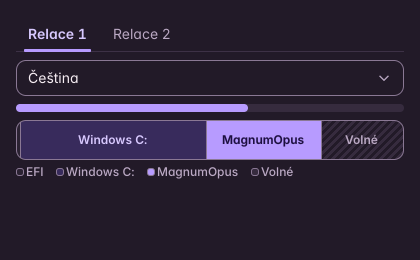 Relace 1 Relace 2
Čeština
Windows C: MagnumOpus Volné
EFI Windows C: MagnumOpus Volné